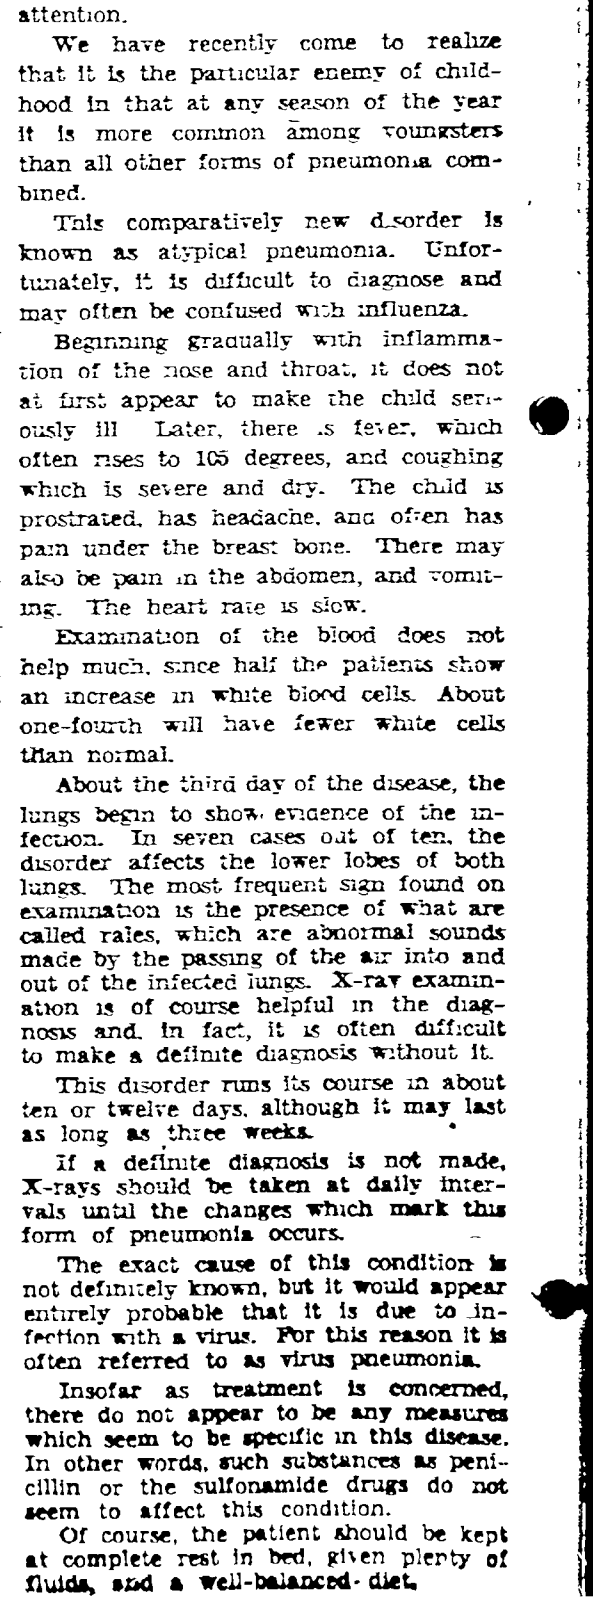 attention.
We have recently come to realize
that it is the particular enemy of child-
hood in that at any season of the year
it is more common among youngsters
than all other forms of pneumonia com-
bined.
This comparatively new disorder is
known as atypical pneumonia. Unfor-
tunately, it is difficult to diagnose and
may often be confused with influenza.
Beginning gradually with inflamma-
tion of the nose and throat, it does not
at first appear to make the child seri-
ously ill Later, there is fever, which
often rises to 105 degrees, and coughing
which is severe and dry. The child is
prostrated, has headache, and often has
pain under the breast bone. There may
also be pain in the abdomen, and vomit-
ing. The heart rate is slow.
Examination of the blood does not
help much, since half the patients show
an increase in white blood cells. About
one-fourth will have fewer white cells
than normal.
About the third day of the disease, the
lungs begin to show evidence of the in-
fection. In seven cases out of ten, the
disorder affects the lower lobes of both
lungs. The most frequent sign found on
examination is the presence of what are
called rales, which are abnormal sounds
made by the passing of the air into and
out of the infected lungs. X-ray examin-
ation is of course helpful in the diag-
nosis and, in fact, it is often difficult
to make a definite diagnosis without it.
This disorder runs its course in about
ten or twelve days, although it may last
as long as three weeks.
If a definite diagnosis is not made,
X-rays should be taken at daily inter-
vals until the changes which mark this
form of pneumonia occurs.
The exact cause of this condition is
not definitely known, but it would appear
entirely probable that it is due to in-
fection with a virus. For this reason it is
often referred to as virus pneumonia.
Insofar as treatment is concerned,
there do not appear to be any measures
which seem to be specific in this disease.
In other words, such substances as peni-
cillin or the sulfonamide drugs do not
seem to affect this condition.
Of course, the patient should be kept
at complete rest in bed, given plenty of
fluids, and a well-balanced diet.